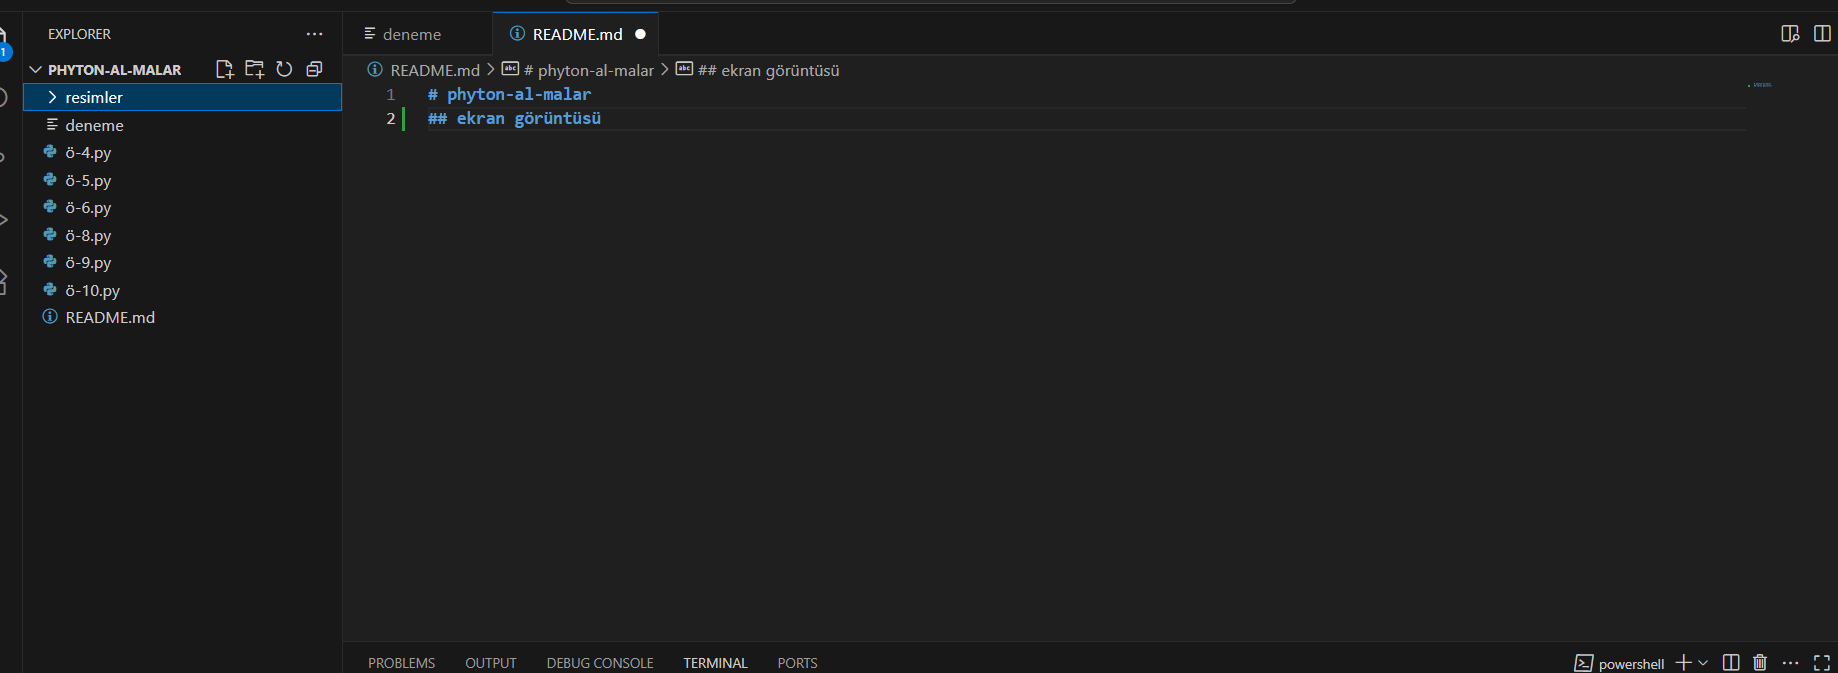 EXPLORER
PHYTON-AL-MALAR
resimler
deneme
ö-4.py
ö-5.py
ö-6.py
ö-8.py
ö-9.py
ö-10.py
README.md
1
deneme
README.md
README.md > # phyton-al-malar > ## ekran görüntüsü
1 # phyton-al-malar
2 ## ekran görüntüsü
PROBLEMS OUTPUT DEBUG CONSOLE TERMINAL PORTS
powershell